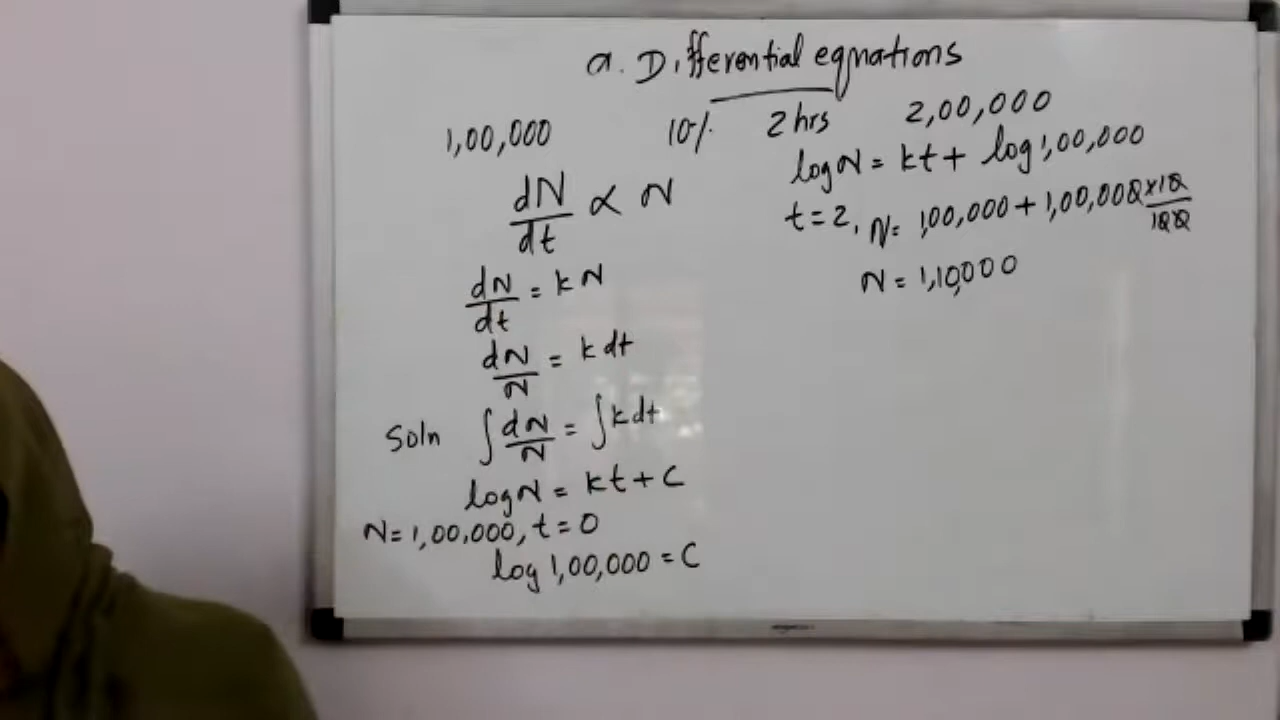 a. Differential equations
1,00,000 10% 2 hrs 2,00,000
dN/dt ∝ N
dN/dt = kN
dN/N = k dt
Soln ∫ dN/N = ∫ k dt
log N = kt + C
N = 1,00,000, t = 0
log 1,00,000 = C
log N = kt + log 1,00,000
t = 2, N = 1,00,000 + 1,00,000 × 10/100
N = 1,10,000